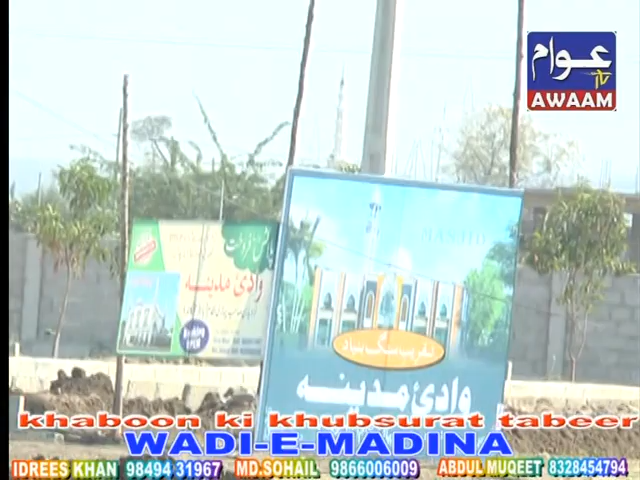 عوام
tv
AWAAM
وادیٔ مدینہ
تقریب سنگ بنیاد
وادیٔ مدینہ
khaboon ki khubsurat tabeer
WADI-E-MADINA
IDREES KHAN 98494 31967 MD.SOHAIL 9866006009 ABDUL MUQEET 8328454794